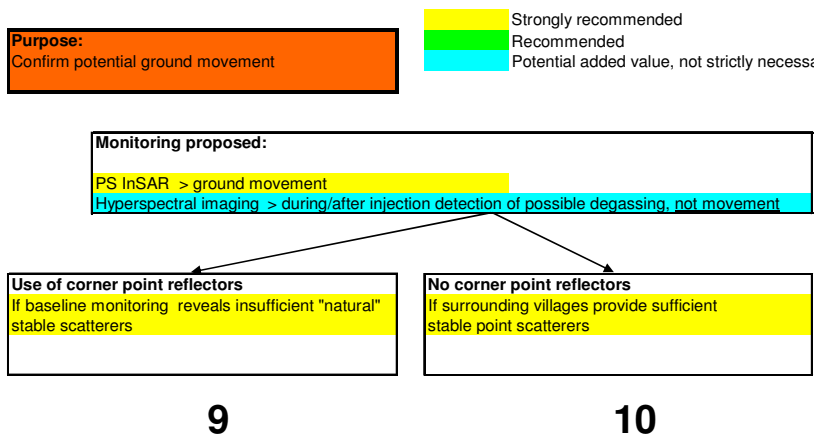 Purpose:
Confirm potential ground movement
Strongly recommended
Recommended
Potential added value, not strictly
Monitoring proposed:
PS InSAR > ground movement
Hyperspectral imaging > during/after injection detection of possible degassing, not movement
Use of corner point reflectors
If baseline monitoring reveals insufficient "natural"
stable scatterers
No corner point reflectors
If surrounding villages provide sufficient
stable point scatterers
9
10